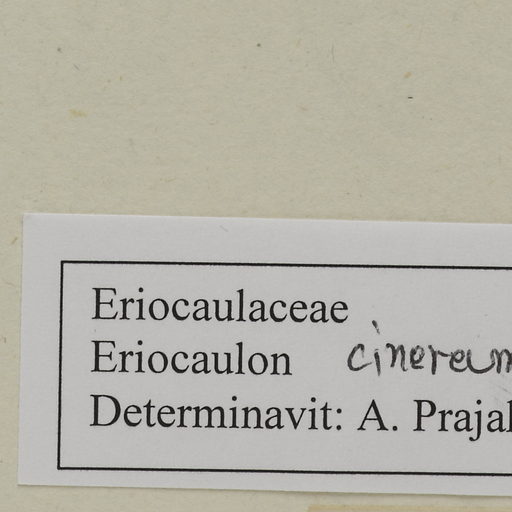 Eriocaulaceae
Eriocaulon cinereum
Determinavit: A. Prajal